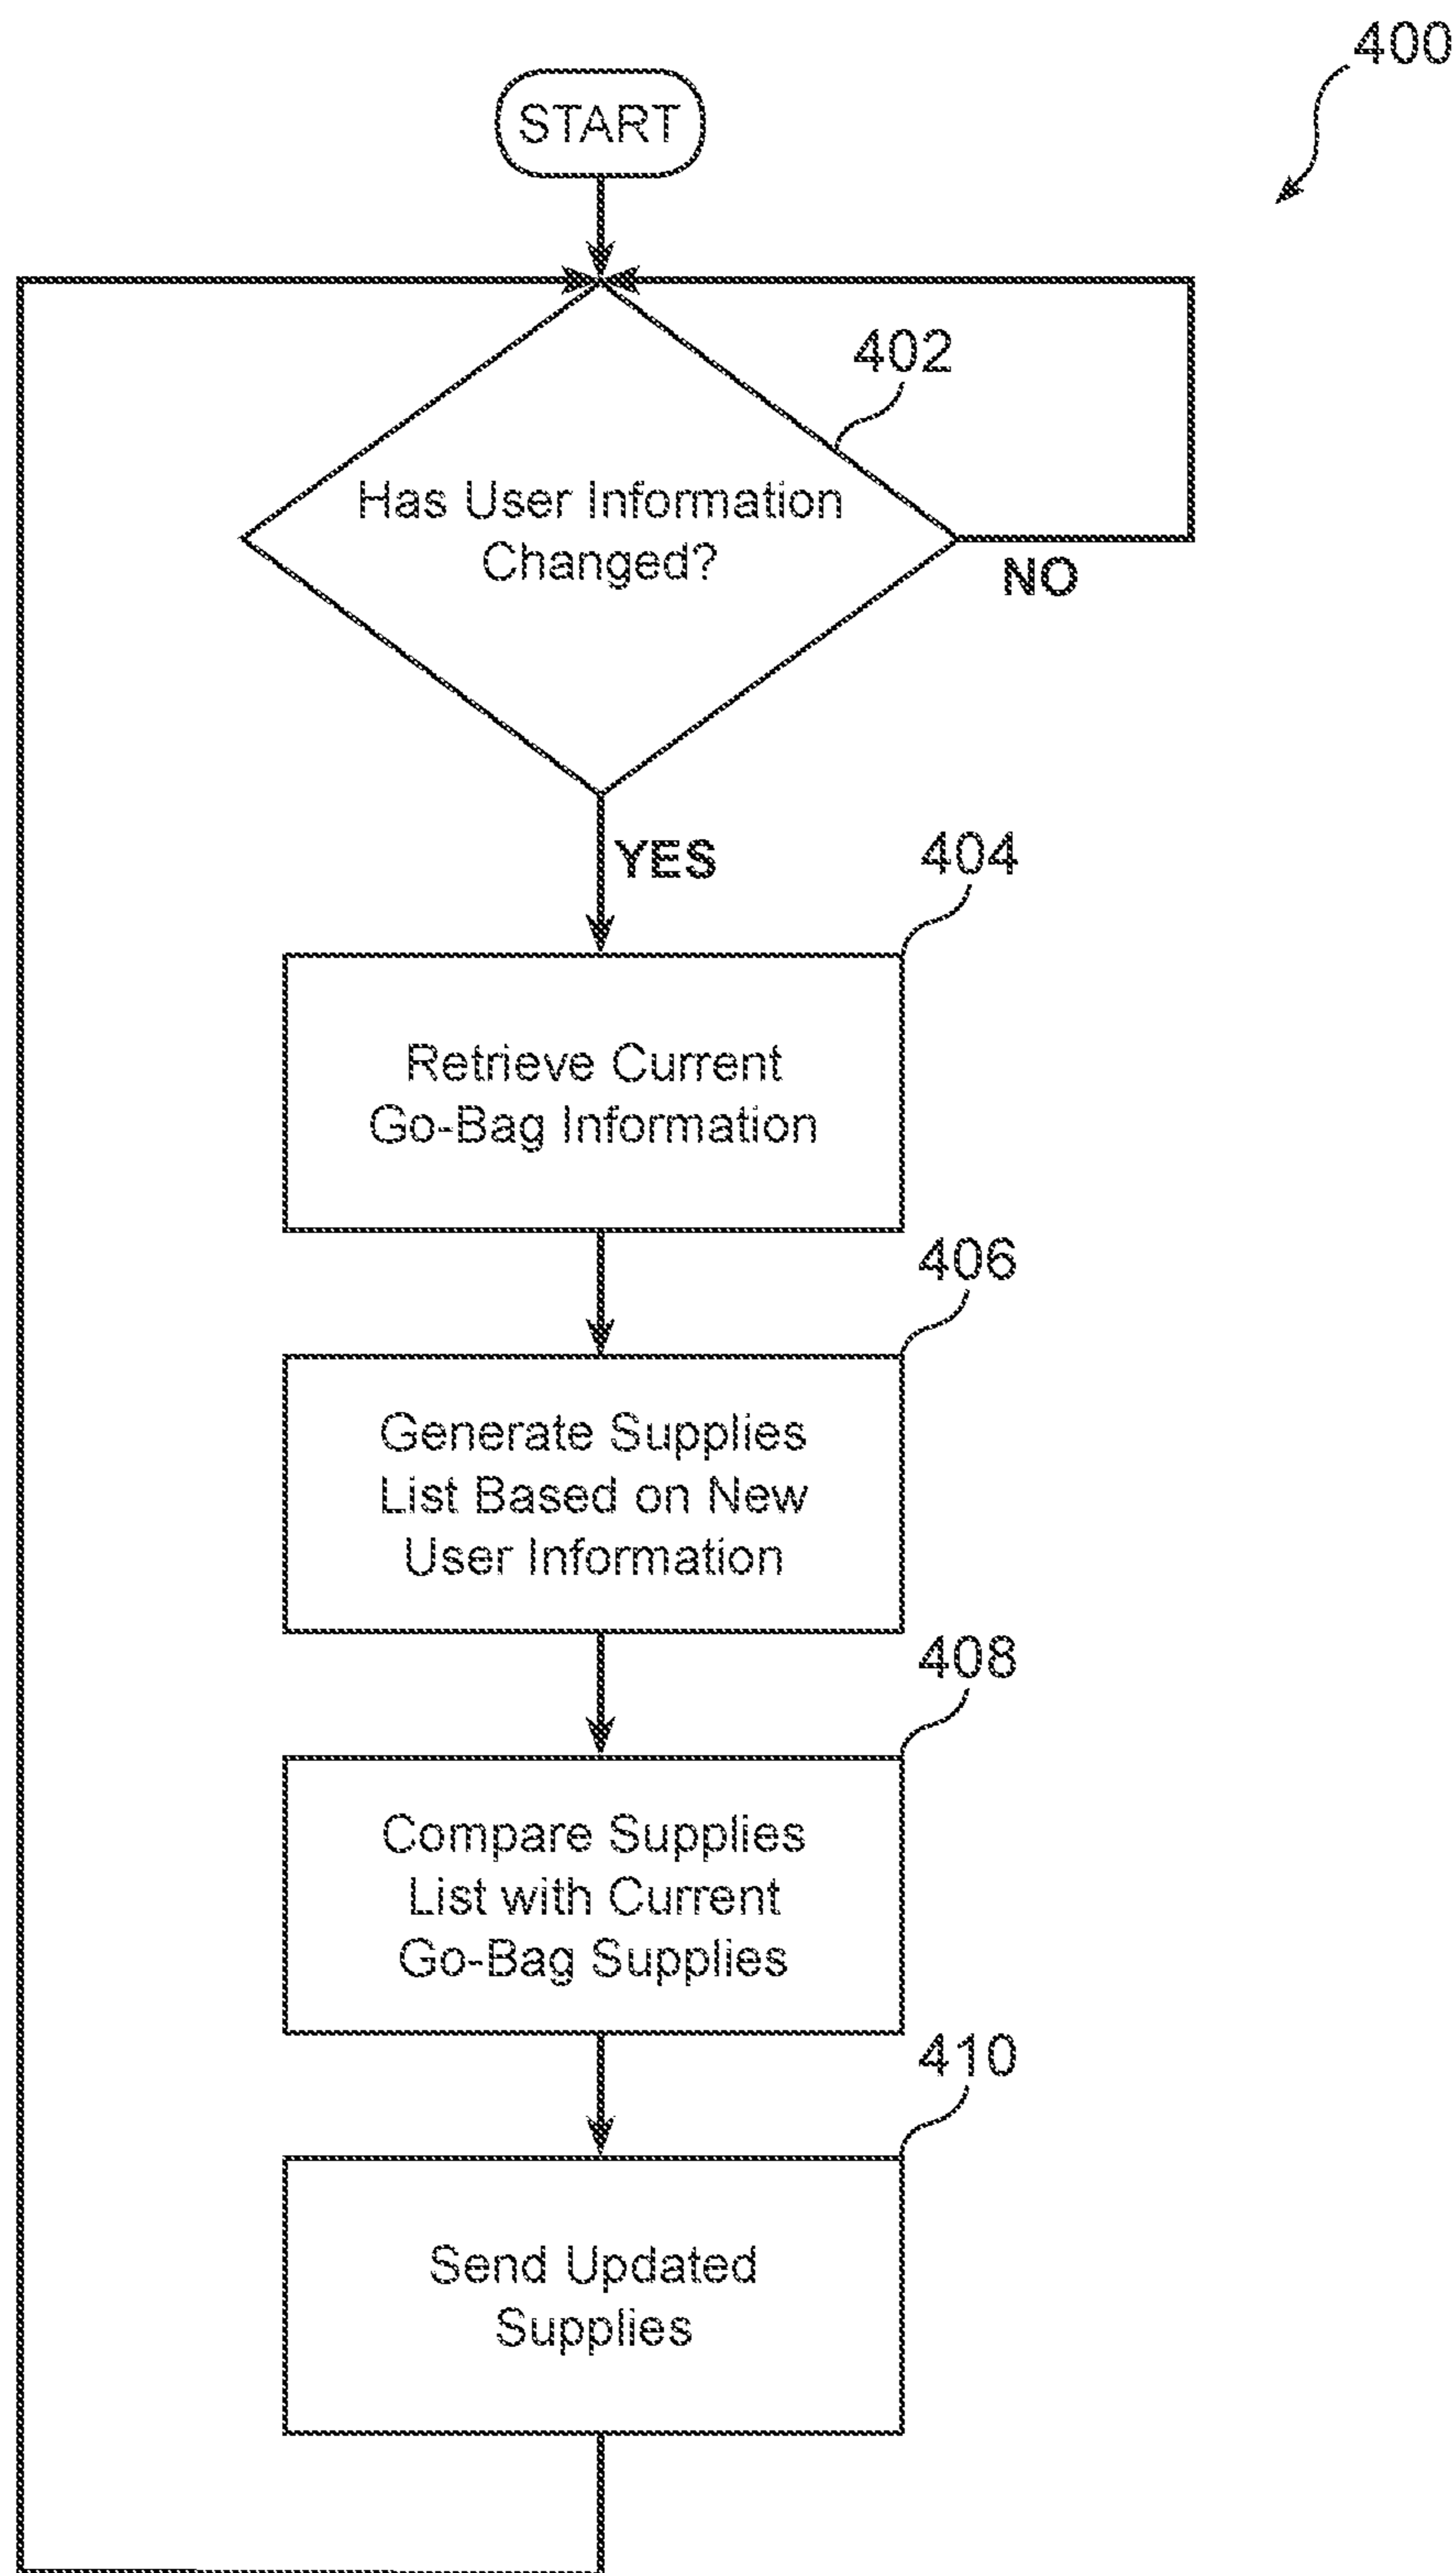 400
START
402
Has User Information
Changed?
NO
YES
404
Retrieve Current
Go-Bag Information
406
Generate Supplies
List Based on New
User Information
408
Compare Supplies
List with Current
Go-Bag Supplies
410
Send Updated
Supplies